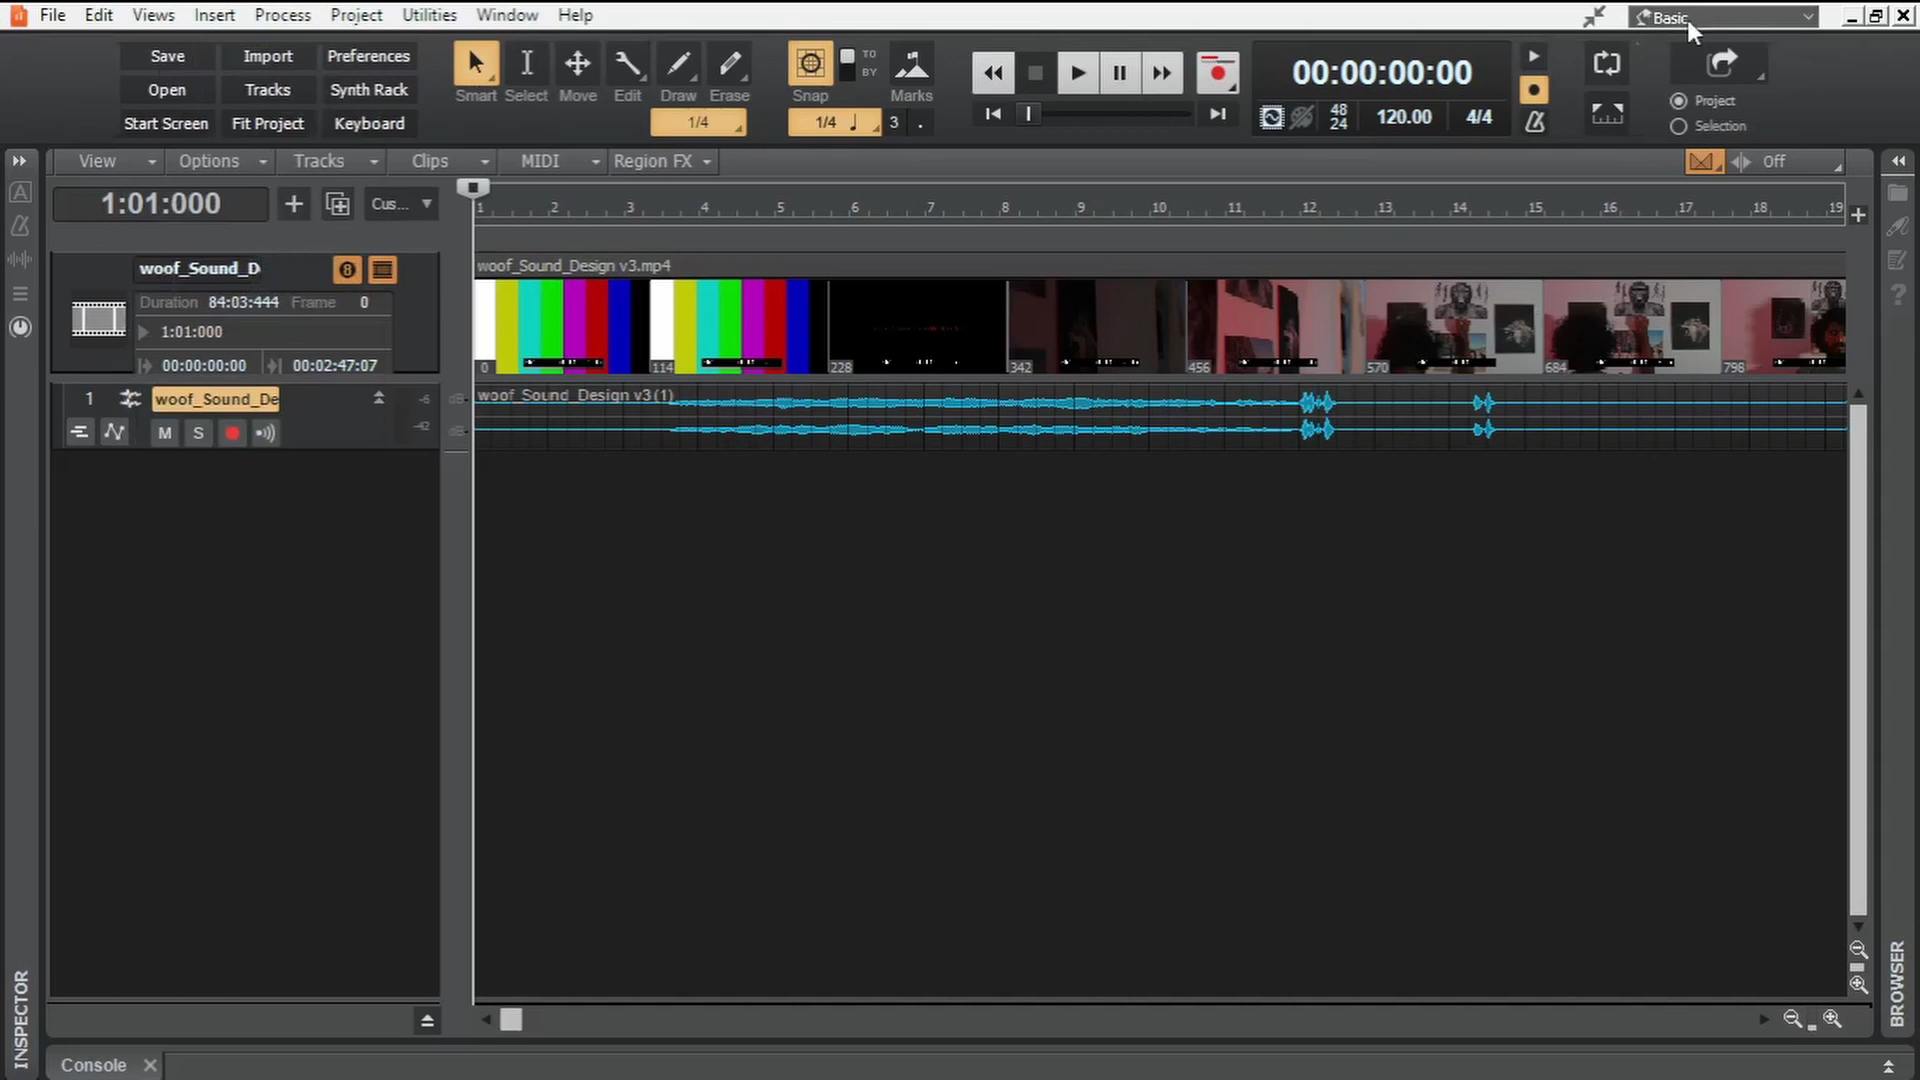 File Edit Views Insert Process Project Utilities Window Help
Basic
Save Import Preferences
Open Tracks Synth Rack
Start Screen Fit Project Keyboard
Smart Select Move Edit Draw Erase
1/4
Snap
TO
BY
Marks
1/4 3 .
00:00:00:00
48
24
120.00 4/4
Project
Selection
View Options Tracks Clips MIDI Region FX
Off
1:01:000
Cus...
1 2 3 4 5 6 7 8 9 10 11 12 13 14 15 16 17 18 19
woof_Sound_D
8
Duration 84:03:444 Frame 0
1:01:000
00:00:00:00 00:02:47:07
woof_Sound_Design v3.mp4
0 114 228 342 456 570 684 798
1 woof_Sound_De
M S
-6
-42
dB
dB
woof_Sound_Design v3(1)
INSPECTOR
BROWSER
Console